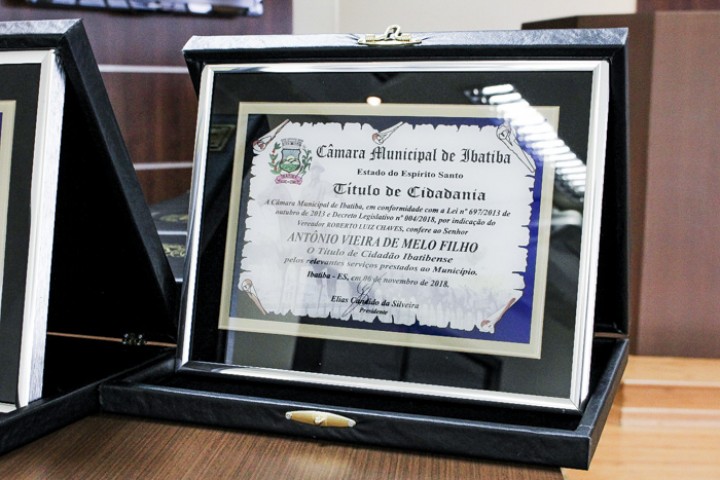 Câmara Municipal de Ibatiba
Estado do Espírito Santo
Título de Cidadania
A Câmara Municipal de Ibatiba, em conformidade com a Lei nº 697/2013 de
outubro de 2013 e Decreto Legislativo nº 004/2018, por indicação do
Vereador ROBERTO LUIZ CHAVES, confere ao Senhor
ANTÔNIO VIEIRA DE MELO FILHO
O Título de Cidadão Ibatibense
pelos relevantes serviços prestados ao Município.
Ibatiba - ES, em 06 de novembro de 2018.
Elias Candido da Silveira
Presidente